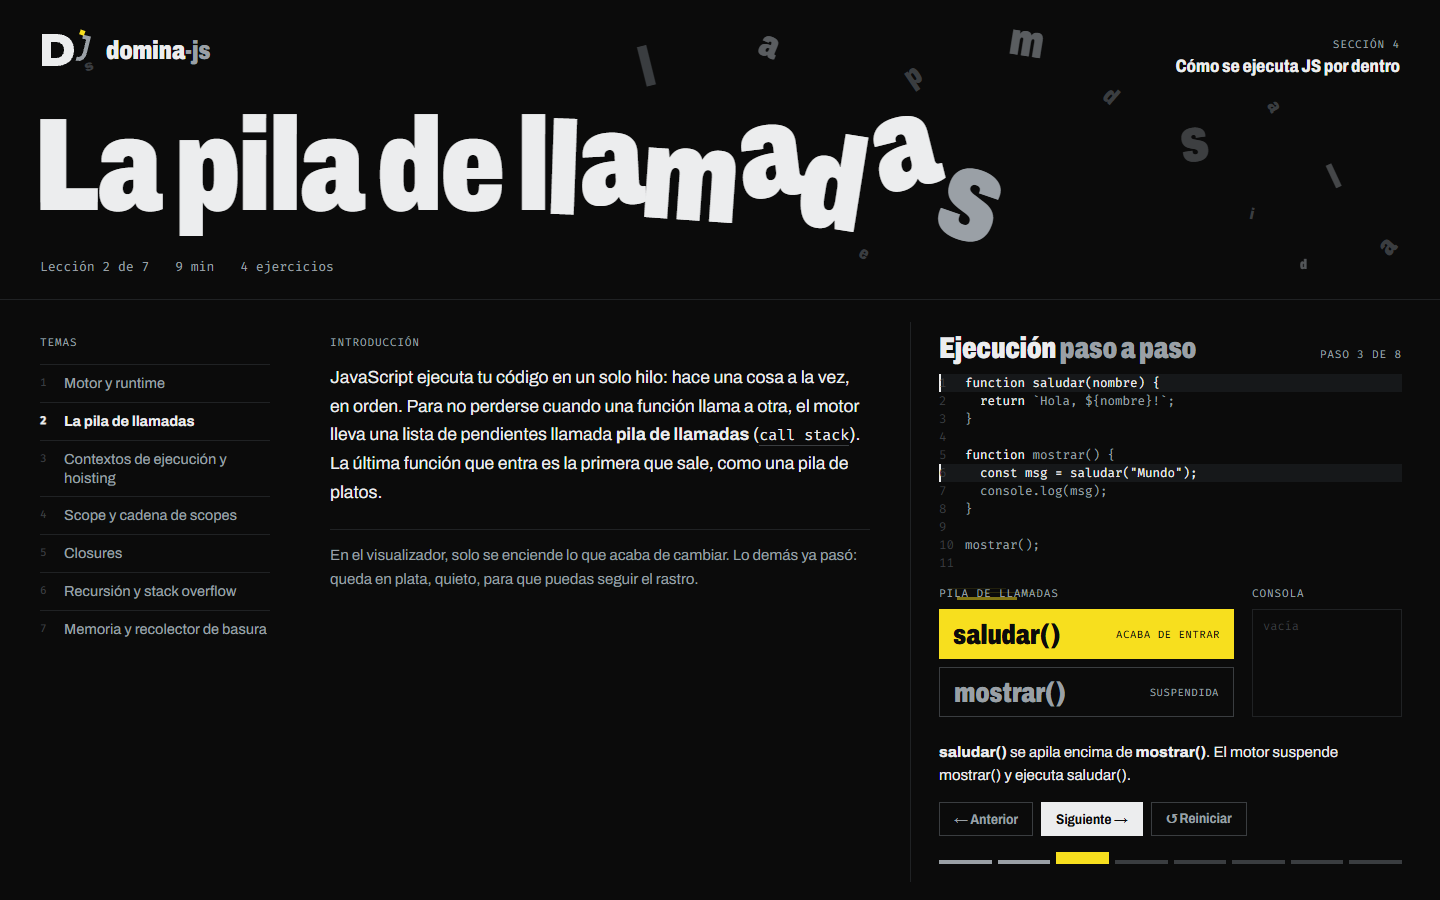 DJs domina-js
SECCIÓN 4
Cómo se ejecuta JS por dentro
l a p m d a s l i a d e
La pila de llamadas
Lección 2 de 7 9 min 4 ejercicios
TEMAS
1 Motor y runtime
2 La pila de llamadas
3 Contextos de ejecución y
hoisting
4 Scope y cadena de scopes
5 Closures
6 Recursión y stack overflow
7 Memoria y recolector de basura
INTRODUCCIÓN
JavaScript ejecuta tu código en un solo hilo: hace una cosa a la vez,
en orden. Para no perderse cuando una función llama a otra, el motor
lleva una lista de pendientes llamada pila de llamadas (call stack).
La última función que entra es la primera que sale, como una pila de
platos.
En el visualizador, solo se enciende lo que acaba de cambiar. Lo demás ya pasó:
queda en plata, quieto, para que puedas seguir el rastro.
Ejecución paso a paso
PASO 3 DE 8
1 function saludar(nombre) {
2 return `Hola, ${nombre}!`;
3 }
4
5 function mostrar() {
6 const msg = saludar("Mundo");
7 console.log(msg);
8 }
9
10 mostrar();
11
PILA DE LLAMADAS
saludar() ACABA DE ENTRAR
mostrar() SUSPENDIDA
CONSOLA
vacía
saludar() se apila encima de mostrar(). El motor suspende
mostrar() y ejecuta saludar().
← Anterior
Siguiente →
↺ Reiniciar